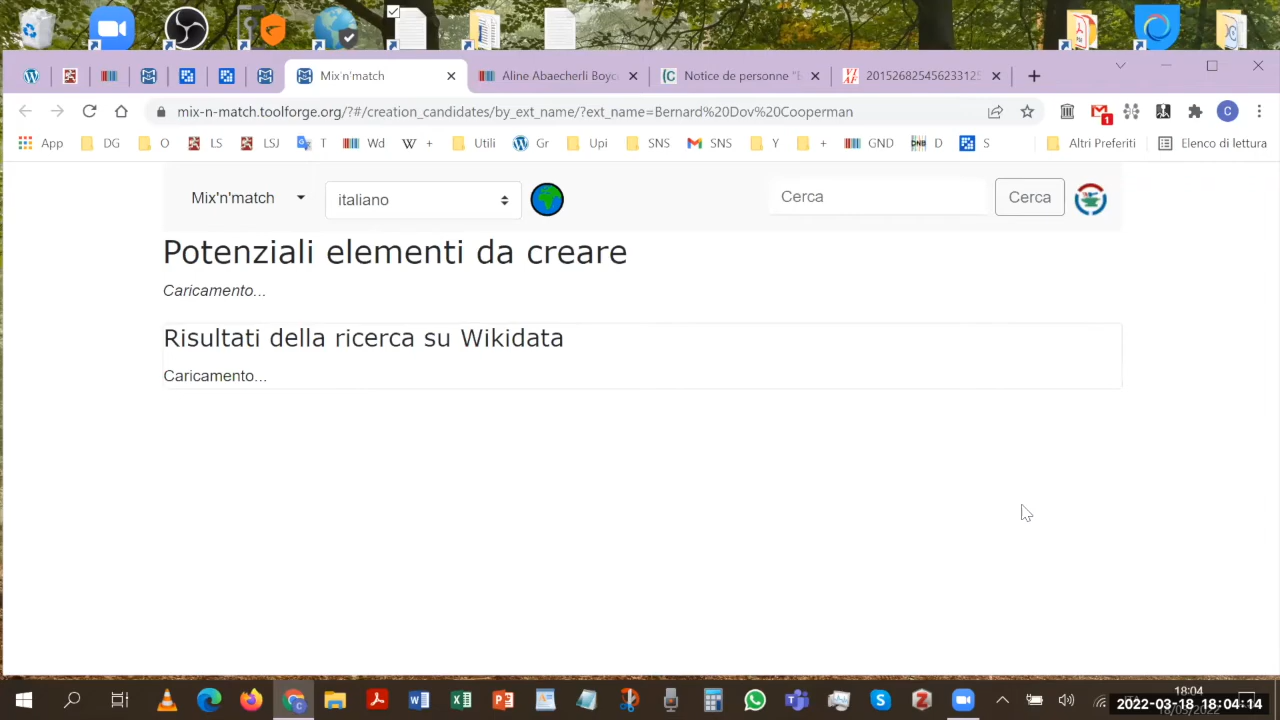 Mix'n'match
Aline Abaecherli Boyc
Notice de personne "B
20152682545623312
mix-n-match.toolforge.org/?#/creation_candidates/by_ext_name/?ext_name=Bernard%20Dov%20Cooperman
1
C
App
DG
O
LS
LSJ
T
Wd
+
Utili
Gr
Upi
SNS
SNS
Y
+
GND
D
S
Altri Preferiti
Elenco di lettura
Mix'n'match
italiano
Cerca
Cerca
Potenziali elementi da creare
Caricamento...
Risultati della ricerca su Wikidata
Caricamento...
18:04
2022-03-18 18:04:14